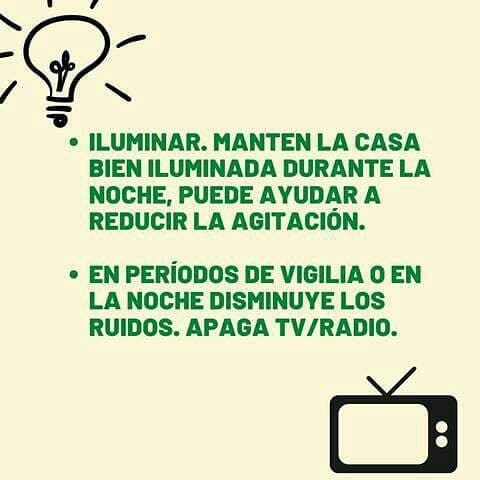 • ILUMINAR. MANTEN LA CASA
BIEN ILUMINADA DURANTE LA
NOCHE, PUEDE AYUDAR A
REDUCIR LA AGITACIÓN.
• EN PERÍODOS DE VIGILIA O EN
LA NOCHE DISMINUYE LOS
RUIDOS. APAGA TV/RADIO.